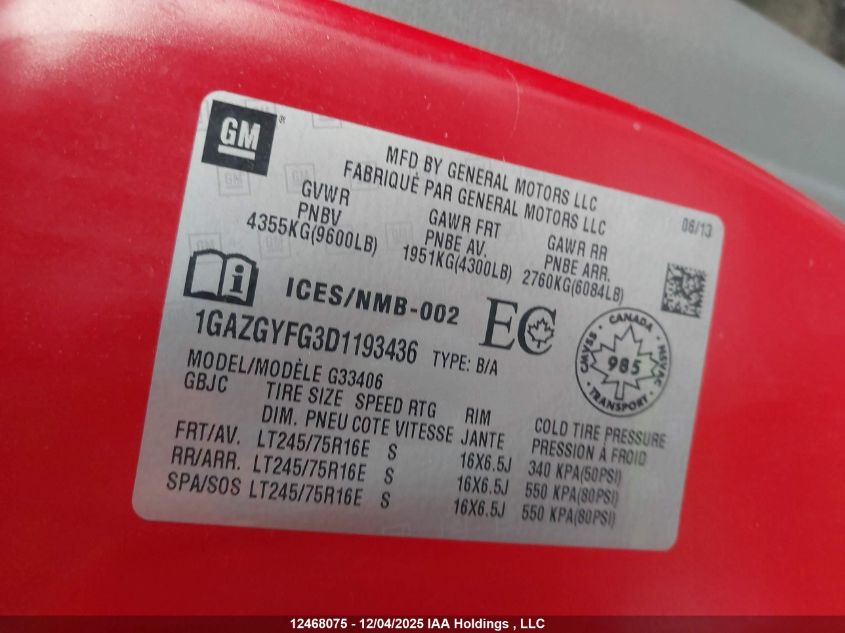 GM ®
MFD BY GENERAL MOTORS LLC
FABRIQUÉ PAR GENERAL MOTORS LLC
06/13
GVWR GAWR FRT GAWR RR
PNBV PNBE AV. PNBE ARR.
4355KG(9600LB) 1951KG(4300LB) 2760KG(6084LB)
i ICES/NMB-002 EC
CANADA CMVSS NSVAC 985 TRANSPORT
1GAZGYFG3D1193436 TYPE: B/A
MODEL/MODÈLE G33406
GBJC TIRE SIZE SPEED RTG RIM COLD TIRE PRESSURE
DIM. PNEU COTE VITESSE JANTE PRESSION À FROID
FRT/AV. LT245/75R16E S 16X6.5J 340 KPA(50PSI)
RR/ARR. LT245/75R16E S 16X6.5J 550 KPA(80PSI)
SPA/SOS LT245/75R16E S 16X6.5J 550 KPA(80PSI)
12468075 - 12/04/2025 IAA Holdings , LLC